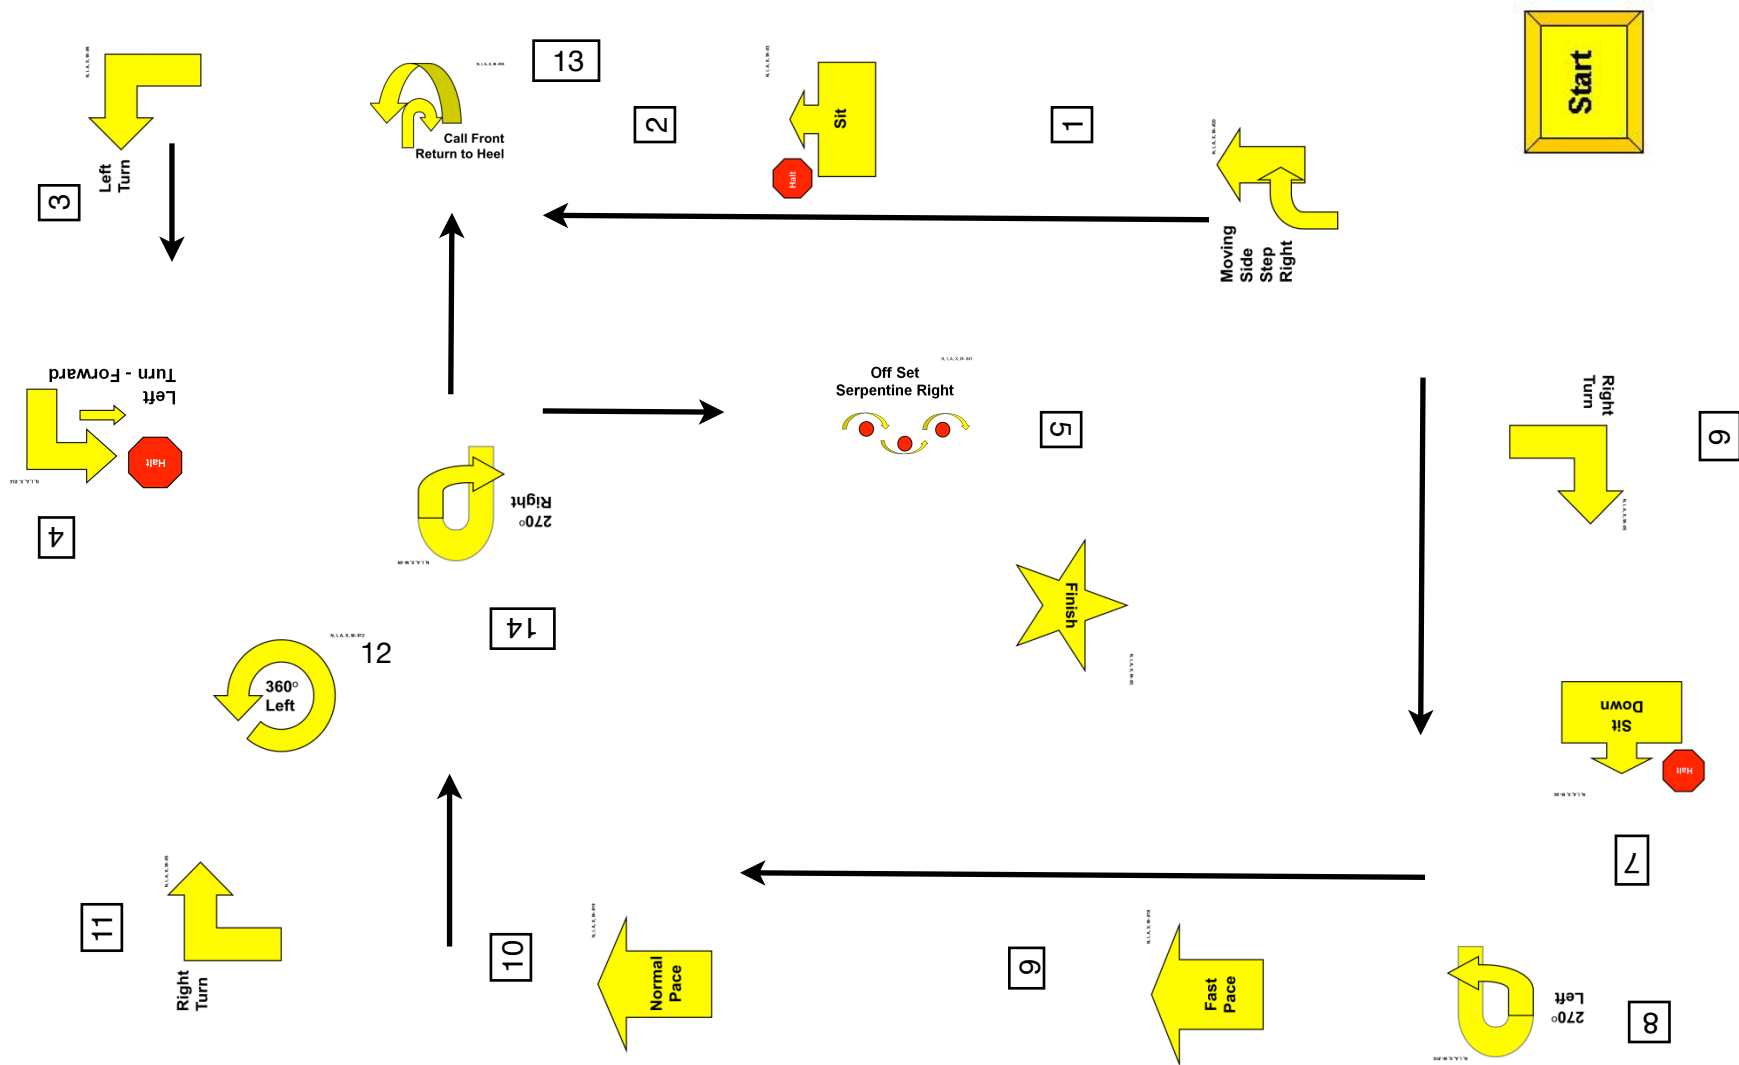 Start
Moving
Side
Step
Right
1
Halt
Sit
2
Left
Turn
3
Halt
Left
Turn - Forward
4
Off Set
Serpentine Right
5
Right
Turn
6
Halt
Sit
Down
7
270°
Left
8
Fast
Pace
9
Normal
Pace
10
Right
Turn
11
360°
Left
12
Call Front
Return to Heel
13
270°
Right
14
Finish